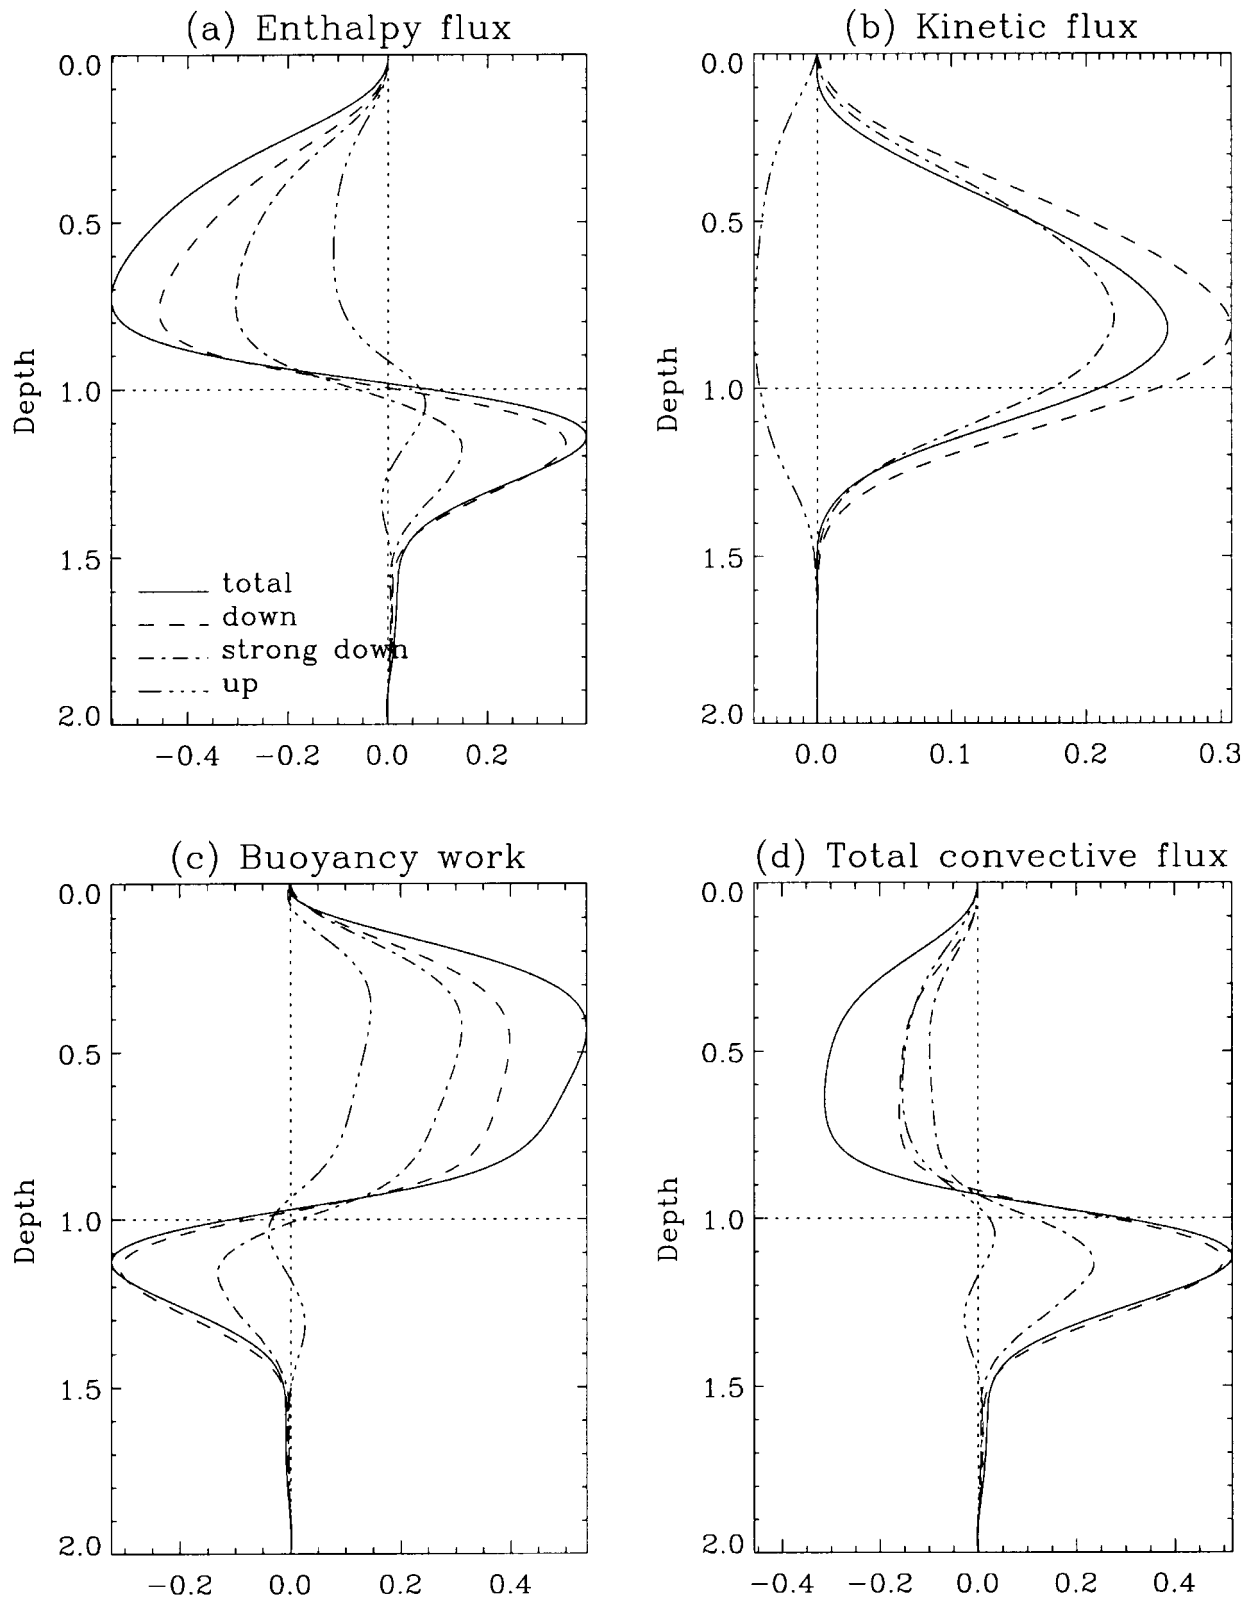 (a) Enthalpy flux
0.0
0.5
1.0
1.5
2.0
Depth
total
down
strong down
up
−0.4 −0.2 0.0 0.2
(b) Kinetic flux
0.0
0.5
1.0
1.5
2.0
Depth
0.0 0.1 0.2 0.3
(c) Buoyancy work
0.0
0.5
1.0
1.5
2.0
Depth
−0.2 0.0 0.2 0.4
(d) Total convective flux
0.0
0.5
1.0
1.5
2.0
Depth
−0.4 −0.2 0.0 0.2 0.4